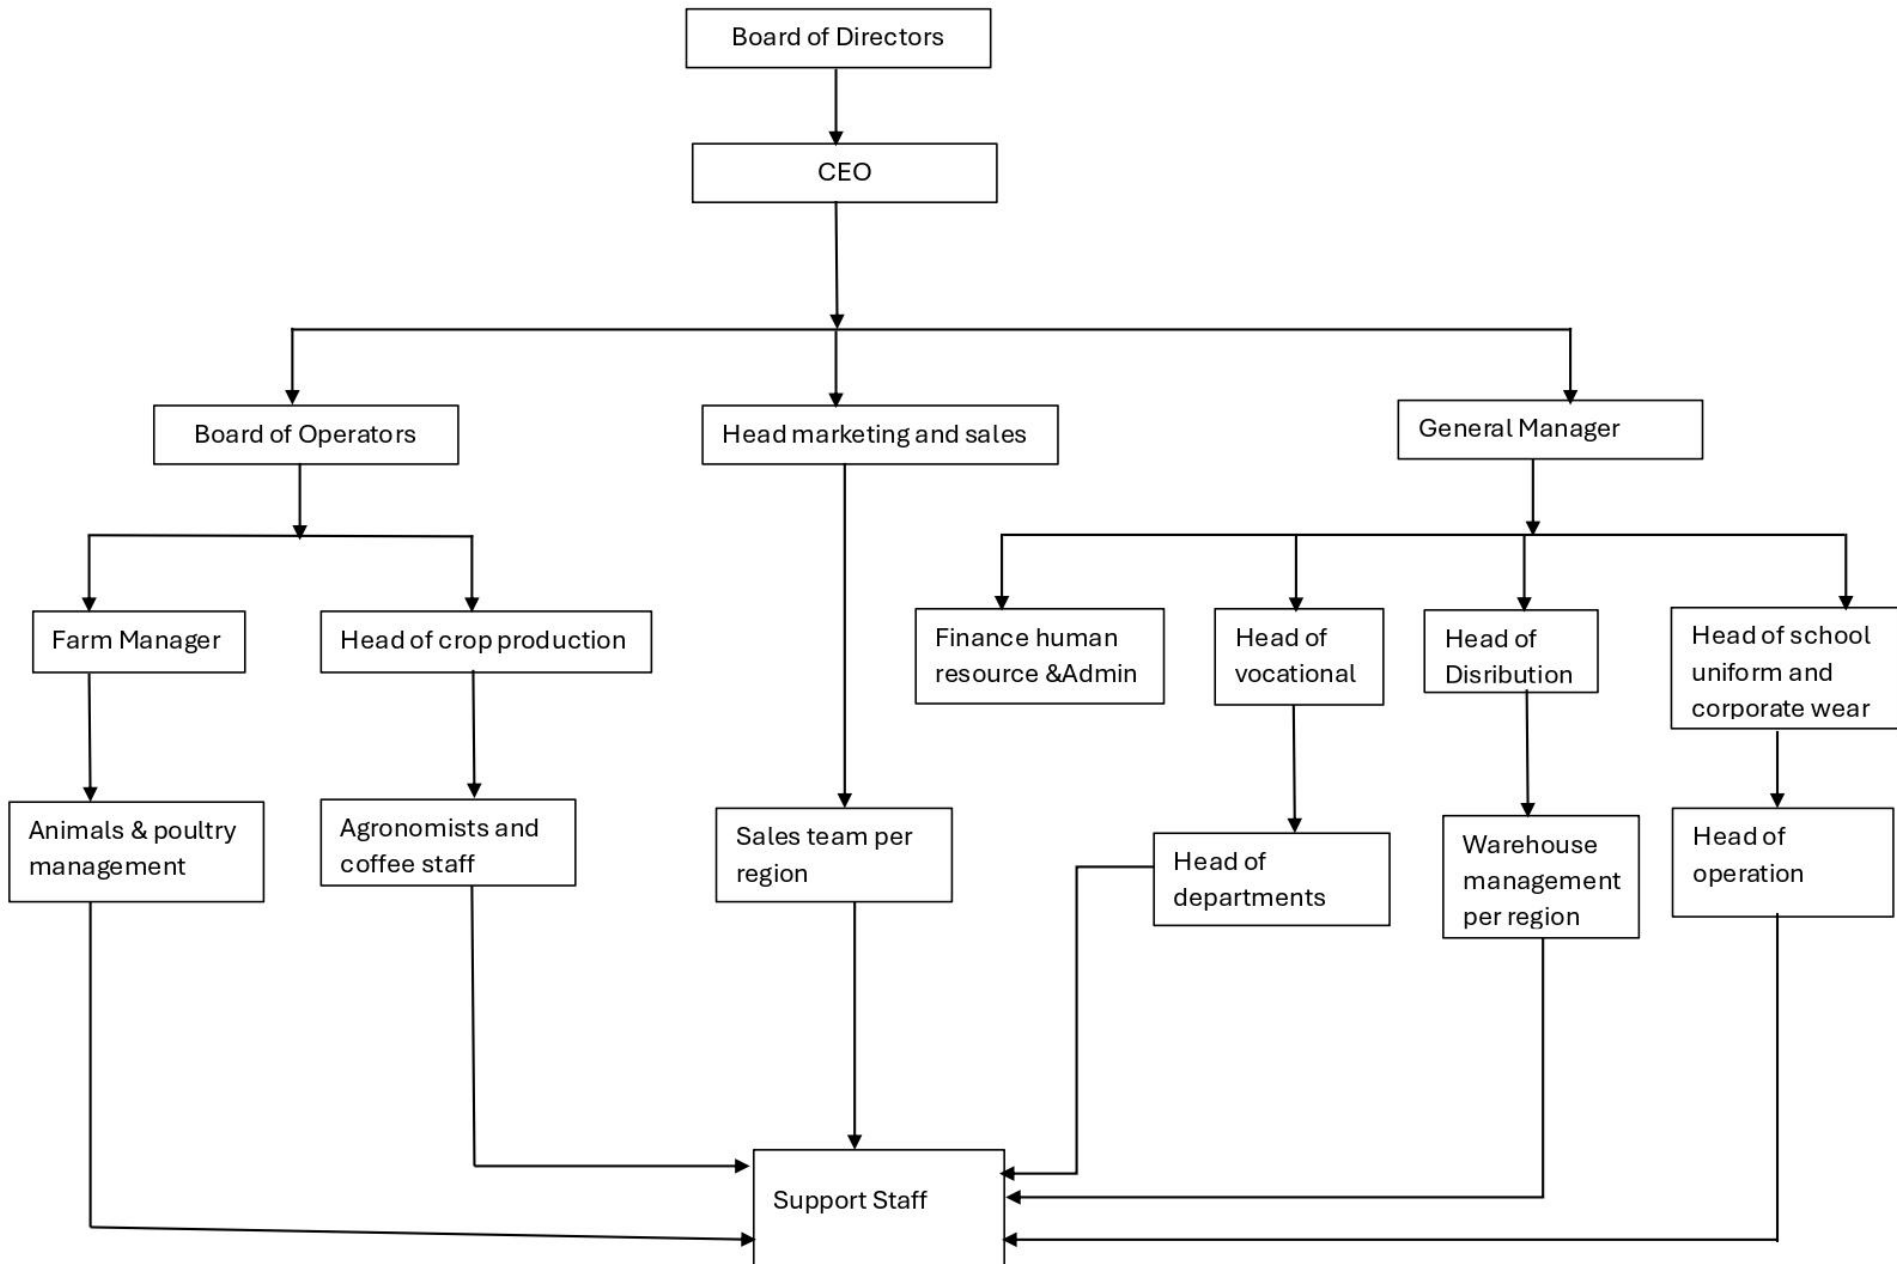 Board of Directors
CEO
Board of Operators
Head marketing and sales
General Manager
Farm Manager
Head of crop production
Finance human
resource &Admin
Head of
vocational
Head of
Disribution
Head of school
uniform and
corporate wear
Animals & poultry
management
Agronomists and
coffee staff
Sales team per
region
Head of
departments
Warehouse
management
per region
Head of
operation
Support Staff